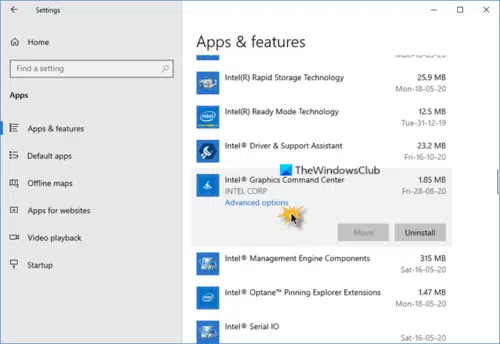 Settings
Home
Find a setting
Apps
Apps & features
Default apps
Offline maps
Apps for websites
Video playback
Startup
Apps & features
Intel(R) Rapid Storage Technology 25.9 MB
Mon-18-05-20
Intel(R) Ready Mode Technology 12.5 MB
Tue-31-12-19
Intel® Driver & Support Assistant 23.2 MB
Fri-16-10-20
TheWindowsClub
Intel® Graphics Command Center 1.85 MB
INTEL CORP Fri-28-08-20
Advanced options
Move Uninstall
Intel® Management Engine Components 315 MB
Sat-16-05-20
Intel® Optane™ Pinning Explorer Extensions 1.47 MB
Mon-18-05-20
Intel® Serial IO
Sat-16-05-20